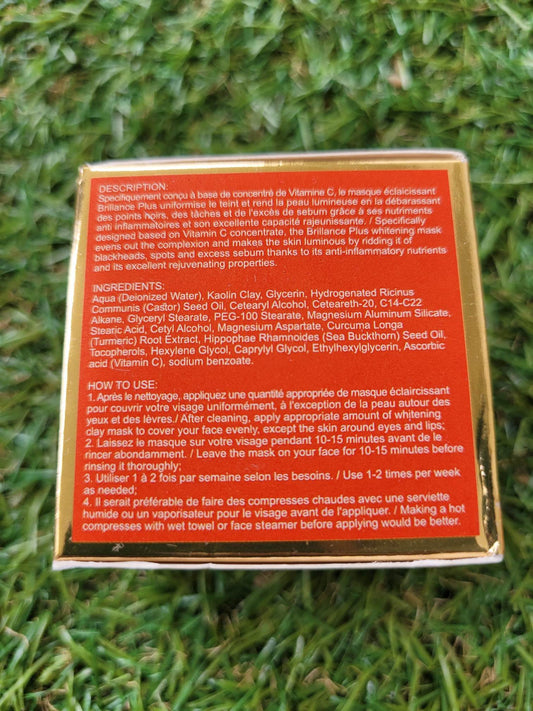 DESCRIPTION:
Specifiquement conçu à base de concentré de Vitamine C, le masque éclaircissant
Brillance Plus uniformise le teint et rend la peau lumineuse en la débarassant
des points noirs, des tâches et de l'excès de sebum grâce à ses nutriments
anti inflammatoires et son excellente capacité rajeunissante. / Specifically
designed based on Vitamin C concentrate, the Brillance Plus whitening mask
evens out the complexion and makes the skin luminous by ridding it of
blackheads, spots and excess sebum thanks to its anti-inflammatory nutrients
and its excellent rejuvenating properties.
INGREDIENTS:
Aqua (Deionized Water), Kaolin Clay, Glycerin, Hydrogenated Ricinus
Communis (Castor) Seed Oil, Cetearyl Alcohol, Ceteareth-20, C14-C22
Alkane, Glyceryl Stearate, PEG-100 Stearate, Magnesium Aluminum Silicate.
Stearic Acid, Cetyl Alcohol, Magnesium Aspartate, Curcuma Longa
(Turmeric) Root Extract, Hippophae Rhamnoides (Sea Buckthorn) Seed Oil,
Tocopherols, Hexylene Glycol, Caprylyl Glycol, Ethylhexylglycerin, Ascorbic
acid (Vitamin C), sodium benzoate.
HOW TO USE:
1. Après le nettoyage, appliquez une quantité appropriée de masque éclaircissant
pour couvrir votre visage uniformément, à l'exception de la peau autour des
yeux et des lèvres./ After cleaning, apply appropriate amount of whitening
clay mask to cover your face evenly, except the skin around eyes and lips;
2. Laissez le masque sur votre visage pendant 10-15 minutes avant de le
rincer abondamment. / Leave the mask on your face for 10-15 minutes before
rinsing it thoroughly;
3. Utiliser 1 à 2 fois par semaine selon les besoins. / Use 1-2 times per week
as needed;
4. Il serait préférable de faire des compresses chaudes avec une serviette
humide ou un vaporisateur pour le visage avant de l'appliquer. / Making a hot
compresses with wet towel or face steamer before applying would be better.